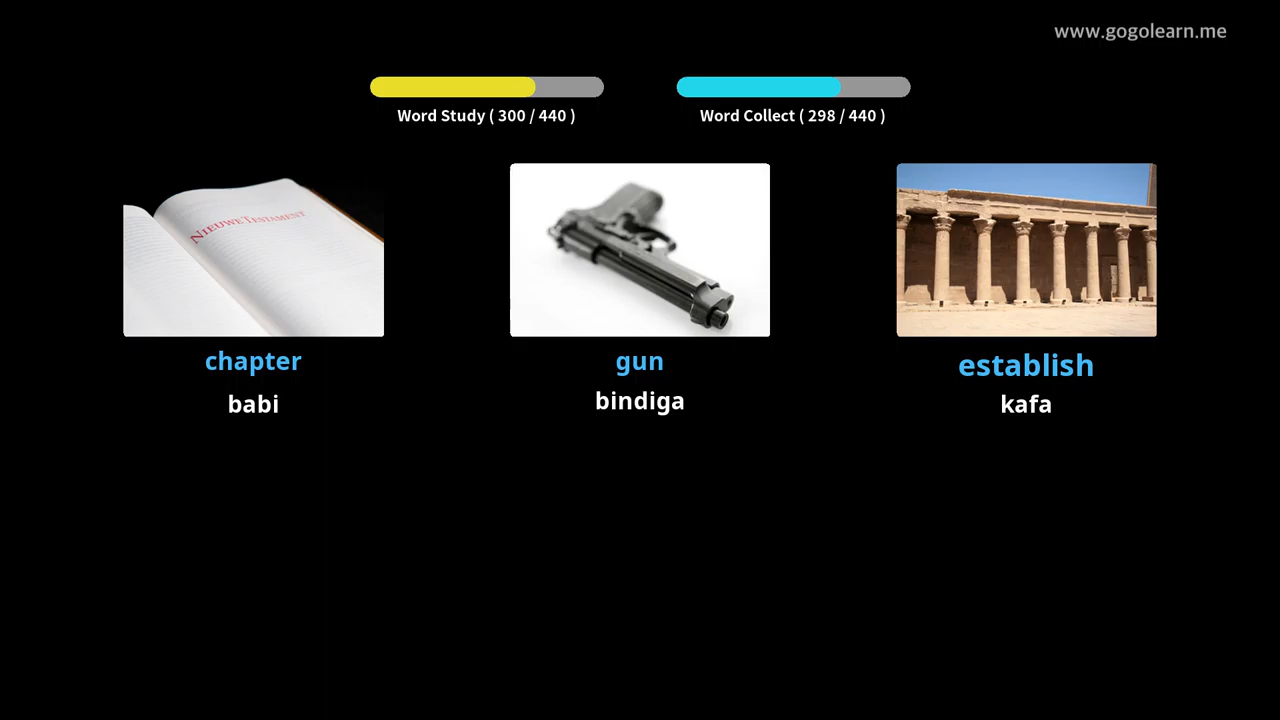 www.gogolearn.me
Word Study ( 300 / 440 )
Word Collect ( 298 / 440 )
NIEUWE TESTAMENT
chapter
babi
gun
bindiga
establish
kafa